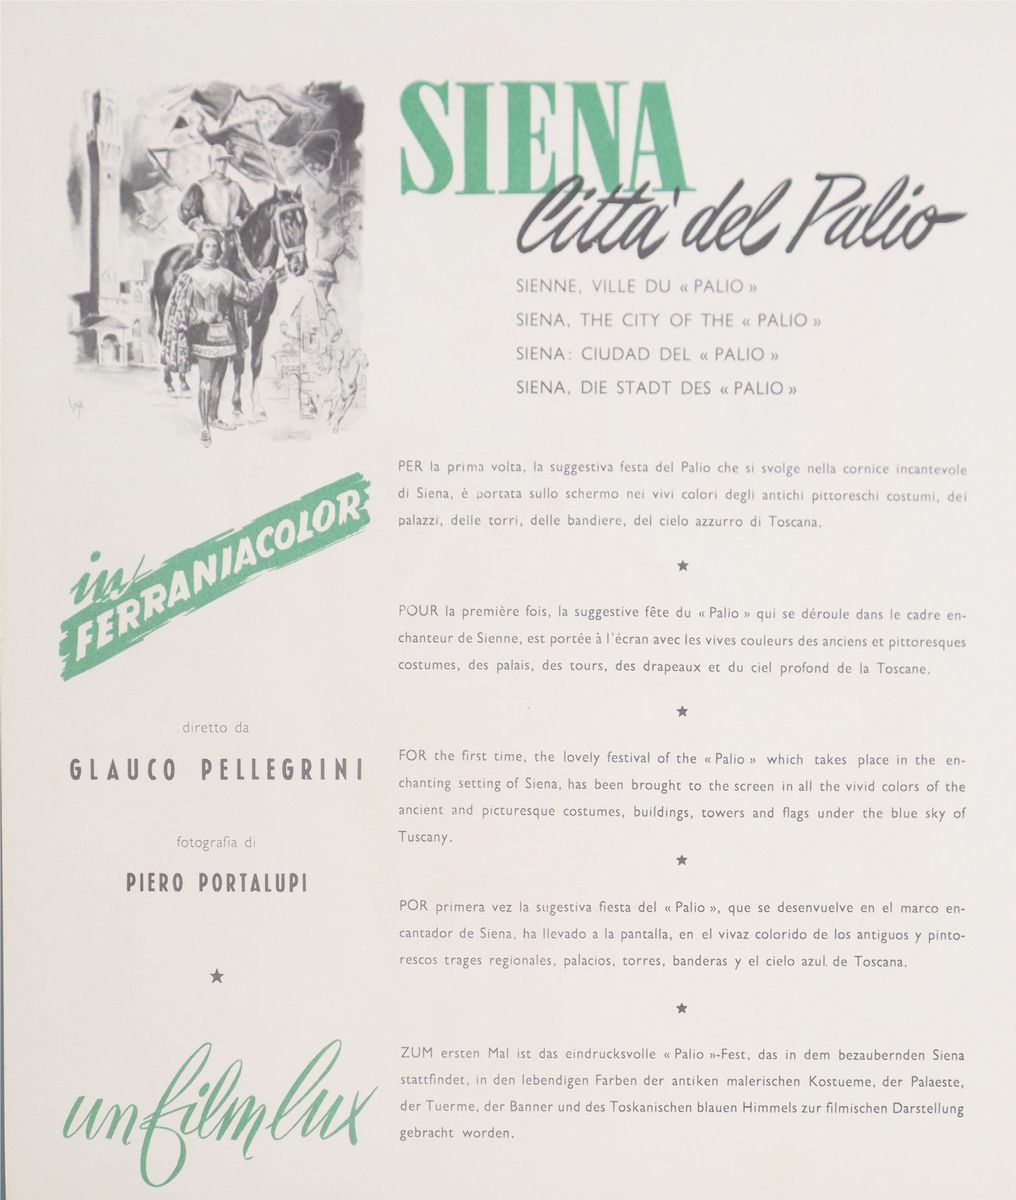 SIENA
Città del Palio
SIENNE, VILLE DU « PALIO »
SIENA, THE CITY OF THE « PALIO »
SIENA: CIUDAD DEL « PALIO »
SIENA, DIE STADT DES « PALIO »
in
FERRANIACOLOR
diretto da
GLAUCO PELLEGRINI
fotografia di
PIERO PORTALUPI
un film lux
PER la prima volta, la suggestiva festa del Palio che si svolge nella cornice incantevole
di Siena, è portata sullo schermo nei vivi colori degli antichi pittoreschi costumi, dei
palazzi, delle torri, delle bandiere, del cielo azzurro di Toscana.
POUR la première fois, la suggestive fête du « Palio » qui se déroule dans le cadre en-
chanteur de Sienne, est portée à l'écran avec les vives couleurs des anciens et pittoresques
costumes, des palais, des tours, des drapeaux et du ciel profond de la Toscane.
FOR the first time, the lovely festival of the « Palio » which takes place in the en-
chanting setting of Siena, has been brought to the screen in all the vivid colors of the
ancient and picturesque costumes, buildings, towers and flags under the blue sky of
Tuscany.
POR primera vez la sugestiva fiesta del « Palio », que se desenvuelve en el marco en-
cantador de Siena, ha llevado a la pantalla, en el vivaz colorido de los antiguos y pinto-
rescos trages regionales, palacios, torres, banderas y el cielo azul de Toscana.
ZUM ersten Mal ist das eindrucksvolle « Palio »-Fest, das in dem bezaubernden Siena
stattfindet, in den lebendigen Farben der antiken malerischen Kostueme, der Palaeste,
der Tuerme, der Banner und des Toskanischen blauen Himmels zur filmischen Darstellung
gebracht worden.